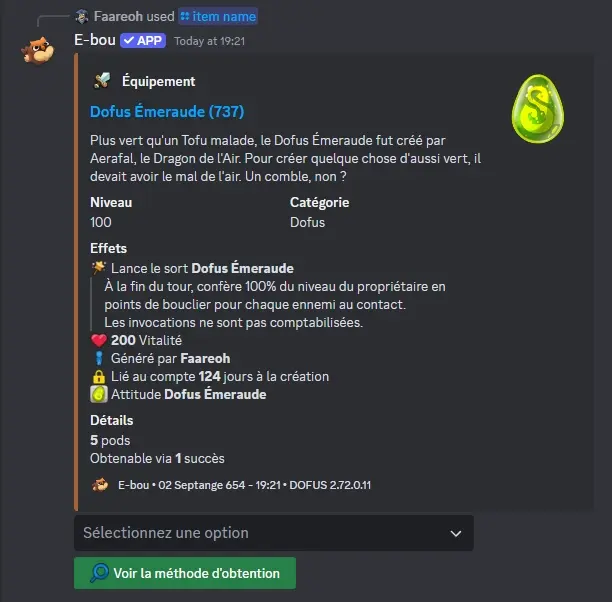 Faareoh used item name
E-bou APP Today at 19:21
Équipement
Dofus Émeraude (737)
Plus vert qu'un Tofu malade, le Dofus Émeraude fut créé par
Aerafal, le Dragon de l'Air. Pour créer quelque chose d'aussi vert, il
devait avoir le mal de l'air. Un comble, non ?
Niveau Catégorie
100 Dofus
Effets
Lance le sort Dofus Émeraude
À la fin du tour, confère 100% du niveau du propriétaire en
points de bouclier pour chaque ennemi au contact.
Les invocations ne sont pas comptabilisées.
200 Vitalité
Généré par Faareoh
Lié au compte 124 jours à la création
Attitude Dofus Émeraude
Détails
5 pods
Obtenable via 1 succès
E-bou • 02 Septange 654 - 19:21 • DOFUS 2.72.0.11
Sélectionnez une option
Voir la méthode d'obtention